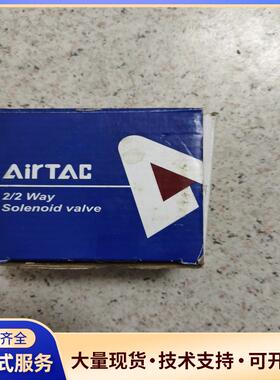 AirTAC
2/2 Way
Solenoid valve
齐全
式服务
大量现货·技术支持·可开